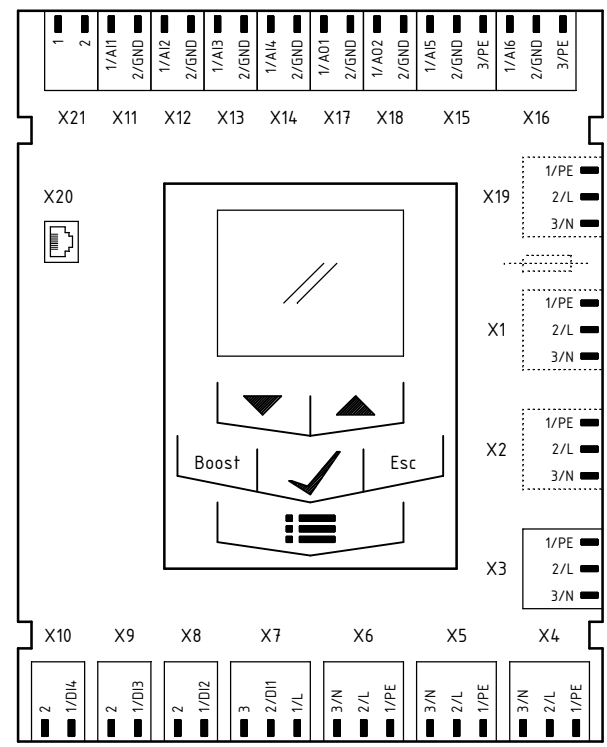 1
2
1/AI1
2/GND
1/AI2
2/GND
1/AI3
2/GND
1/AI4
2/GND
1/AO1
2/GND
1/AO2
2/GND
1/AI5
2/GND
3/PE
1/AI6
2/GND
3/PE
X21 X11 X12 X13 X14 X17 X18 X15 X16
X20
X19
1/PE
2/L
3/N
X1
1/PE
2/L
3/N
Boost
Esc
X2
1/PE
2/L
3/N
X3
1/PE
2/L
3/N
X10 X9 X8 X7 X6 X5 X4
2
1/DI4
2
1/DI3
2
1/DI2
3
2/DI1
1/L
3/N
2/L
1/PE
3/N
2/L
1/PE
3/N
2/L
1/PE